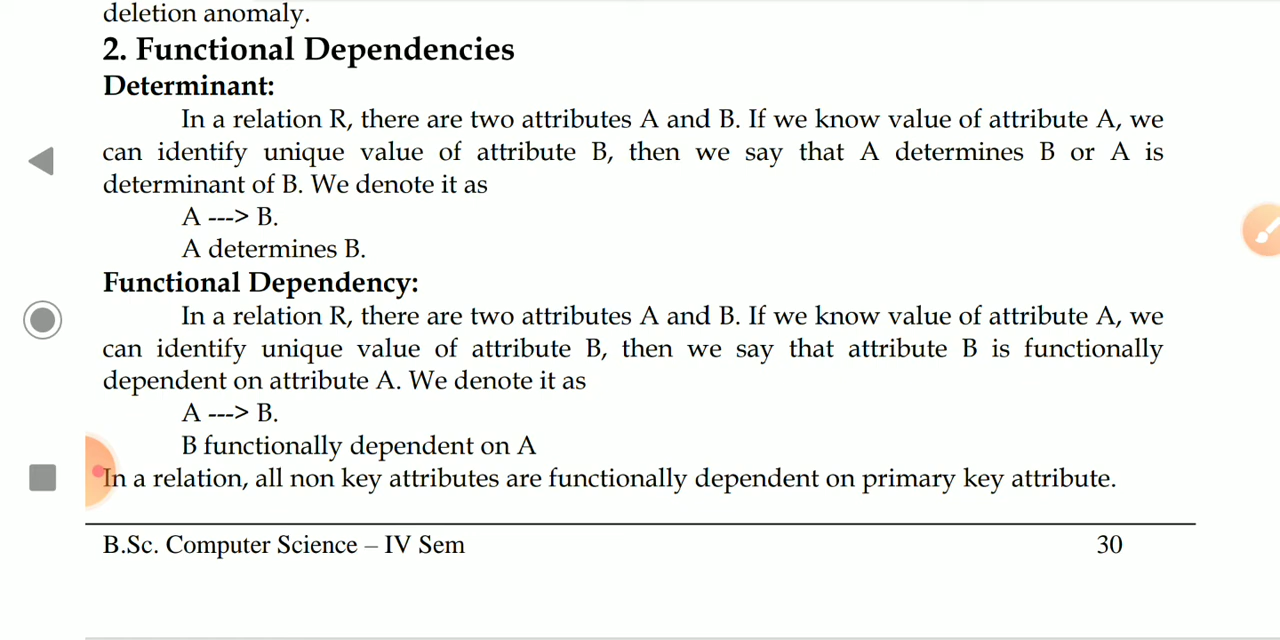 deletion anomaly.
2. Functional Dependencies
Determinant:
In a relation R, there are two attributes A and B. If we know value of attribute A, we
can identify unique value of attribute B, then we say that A determines B or A is
determinant of B. We denote it as
A ---> B.
A determines B.
Functional Dependency:
In a relation R, there are two attributes A and B. If we know value of attribute A, we
can identify unique value of attribute B, then we say that attribute B is functionally
dependent on attribute A. We denote it as
A ---> B.
B functionally dependent on A
In a relation, all non key attributes are functionally dependent on primary key attribute.
B.Sc. Computer Science – IV Sem 30